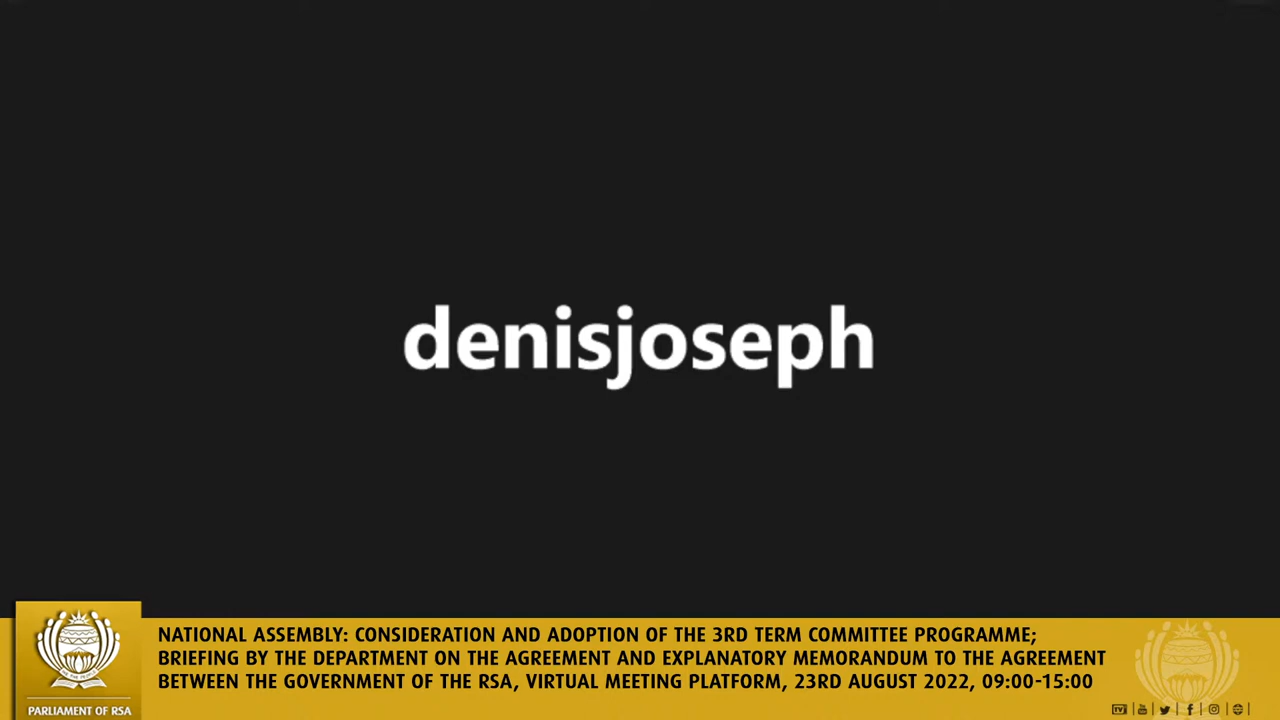 denisjoseph
NATIONAL ASSEMBLY: CONSIDERATION AND ADOPTION OF THE 3RD TERM COMMITTEE PROGRAMME;
BRIEFING BY THE DEPARTMENT ON THE AGREEMENT AND EXPLANATORY MEMORANDUM TO THE AGREEMENT
BETWEEN THE GOVERNMENT OF THE RSA, VIRTUAL MEETING PLATFORM, 23RD AUGUST 2022, 09:00-15:00
PARLIAMENT OF RSA